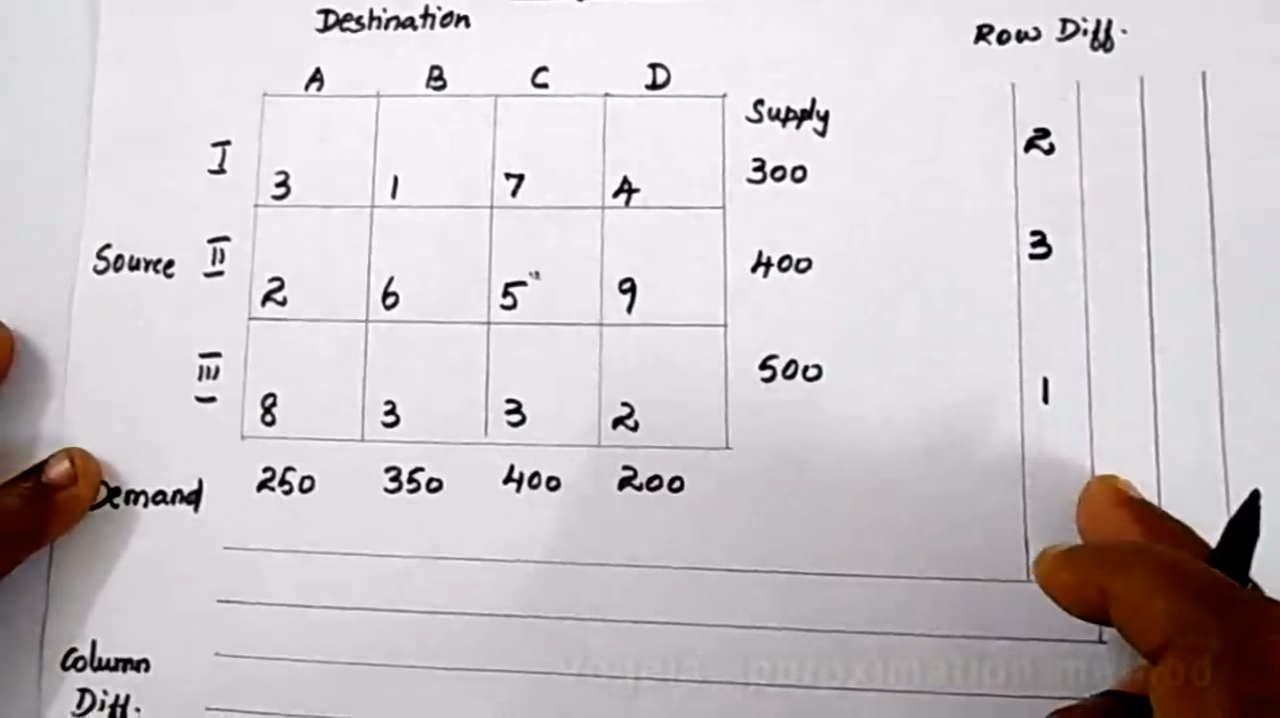 Destination
Row Diff.
A B C D
Supply
I 3 1 7 4 300 2
Source II 2 6 5 9 400 3
III 8 3 3 2 500 1
Demand 250 350 400 200
Column
Diff.